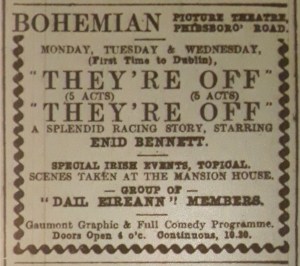 BOHEMIAN PICTURE THEATRE,
PHIBSBORO' ROAD.
MONDAY, TUESDAY & WEDNESDAY,
(First Time to Dublin),
"THEY'RE OFF"
(5 ACTS) (5 ACTS)
"THEY'RE OFF"
A SPLENDID RACING STORY, STARRING
ENID BENNETT.
SPECIAL IRISH EVENTS, TOPICAL.
SCENES TAKEN AT THE MANSION HOUSE.
GROUP OF
"DAIL EIREANN"! MEMBERS.
Gaumont Graphic & Full Comedy Programme.
Doors Open 4 o'c. Continuous, 10.30.